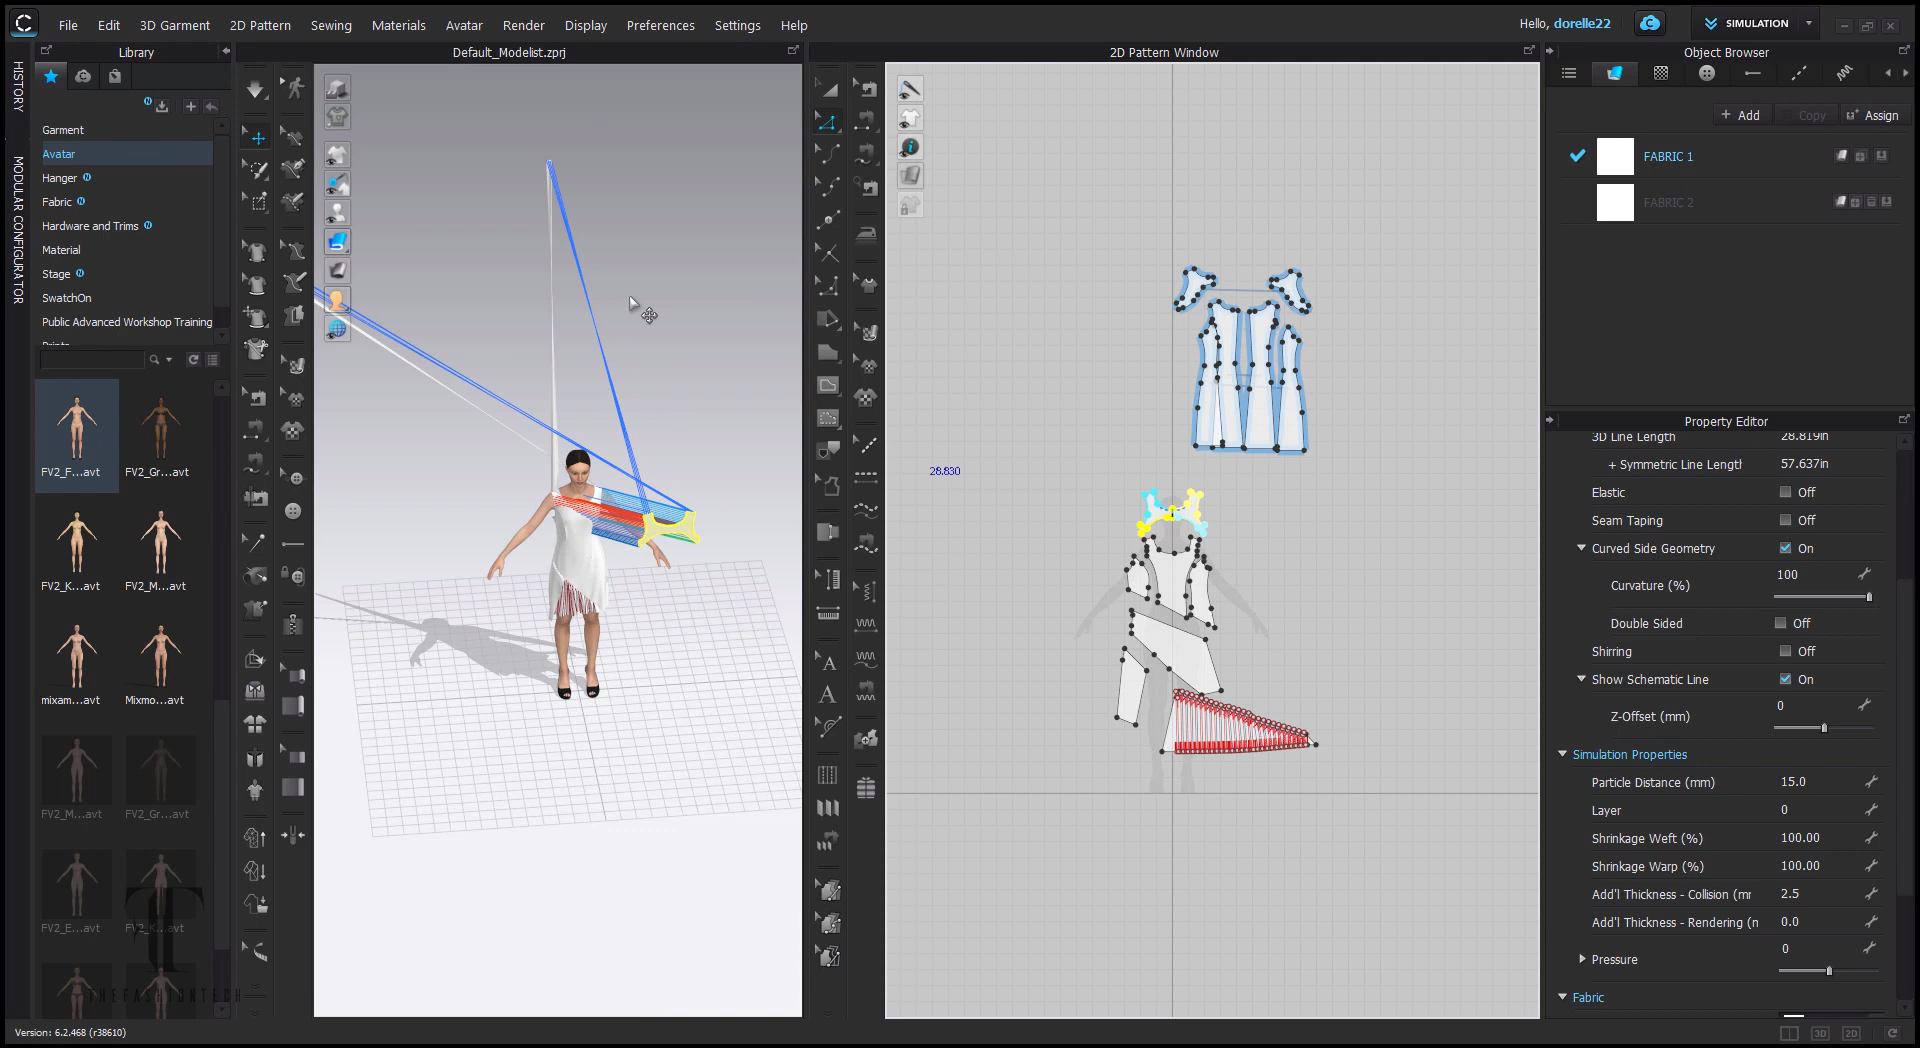 File Edit 3D Garment 2D Pattern Sewing Materials Avatar Render Display Preferences Settings Help
Hello, dorelle22
SIMULATION
Library
Default_Modelist.zprj
2D Pattern Window
Object Browser
HISTORY
MODULAR CONFIGURATOR
Garment
Avatar
Hanger
Fabric
Hardware and Trims
Material
Stage
SwatchOn
Public Advanced Workshop Training
FV2_F...avt
FV2_Gr...avt
FV2_K...avt
FV2_M...avt
mixam...avt
Mixmo...avt
FV2_M...avt
FV2_Gr...avt
FV2_E...avt
FV2_K...avt
THEFASHIONTECH
28.830
+ Add
Copy
Assign
FABRIC 1
FABRIC 2
Property Editor
3D Line Length 28.819in
+ Symmetric Line Length 57.637in
Elastic Off
Seam Taping Off
Curved Side Geometry On
Curvature (%) 100
Double Sided Off
Shirring Off
Show Schematic Line On
Z-Offset (mm) 0
Simulation Properties
Particle Distance (mm) 15.0
Layer 0
Shrinkage Weft (%) 100.00
Shrinkage Warp (%) 100.00
Add'l Thickness - Collision (mr 2.5
Add'l Thickness - Rendering (r 0.0
Pressure 0
Fabric
Version: 6.2.468 (r38610)
3D
2D